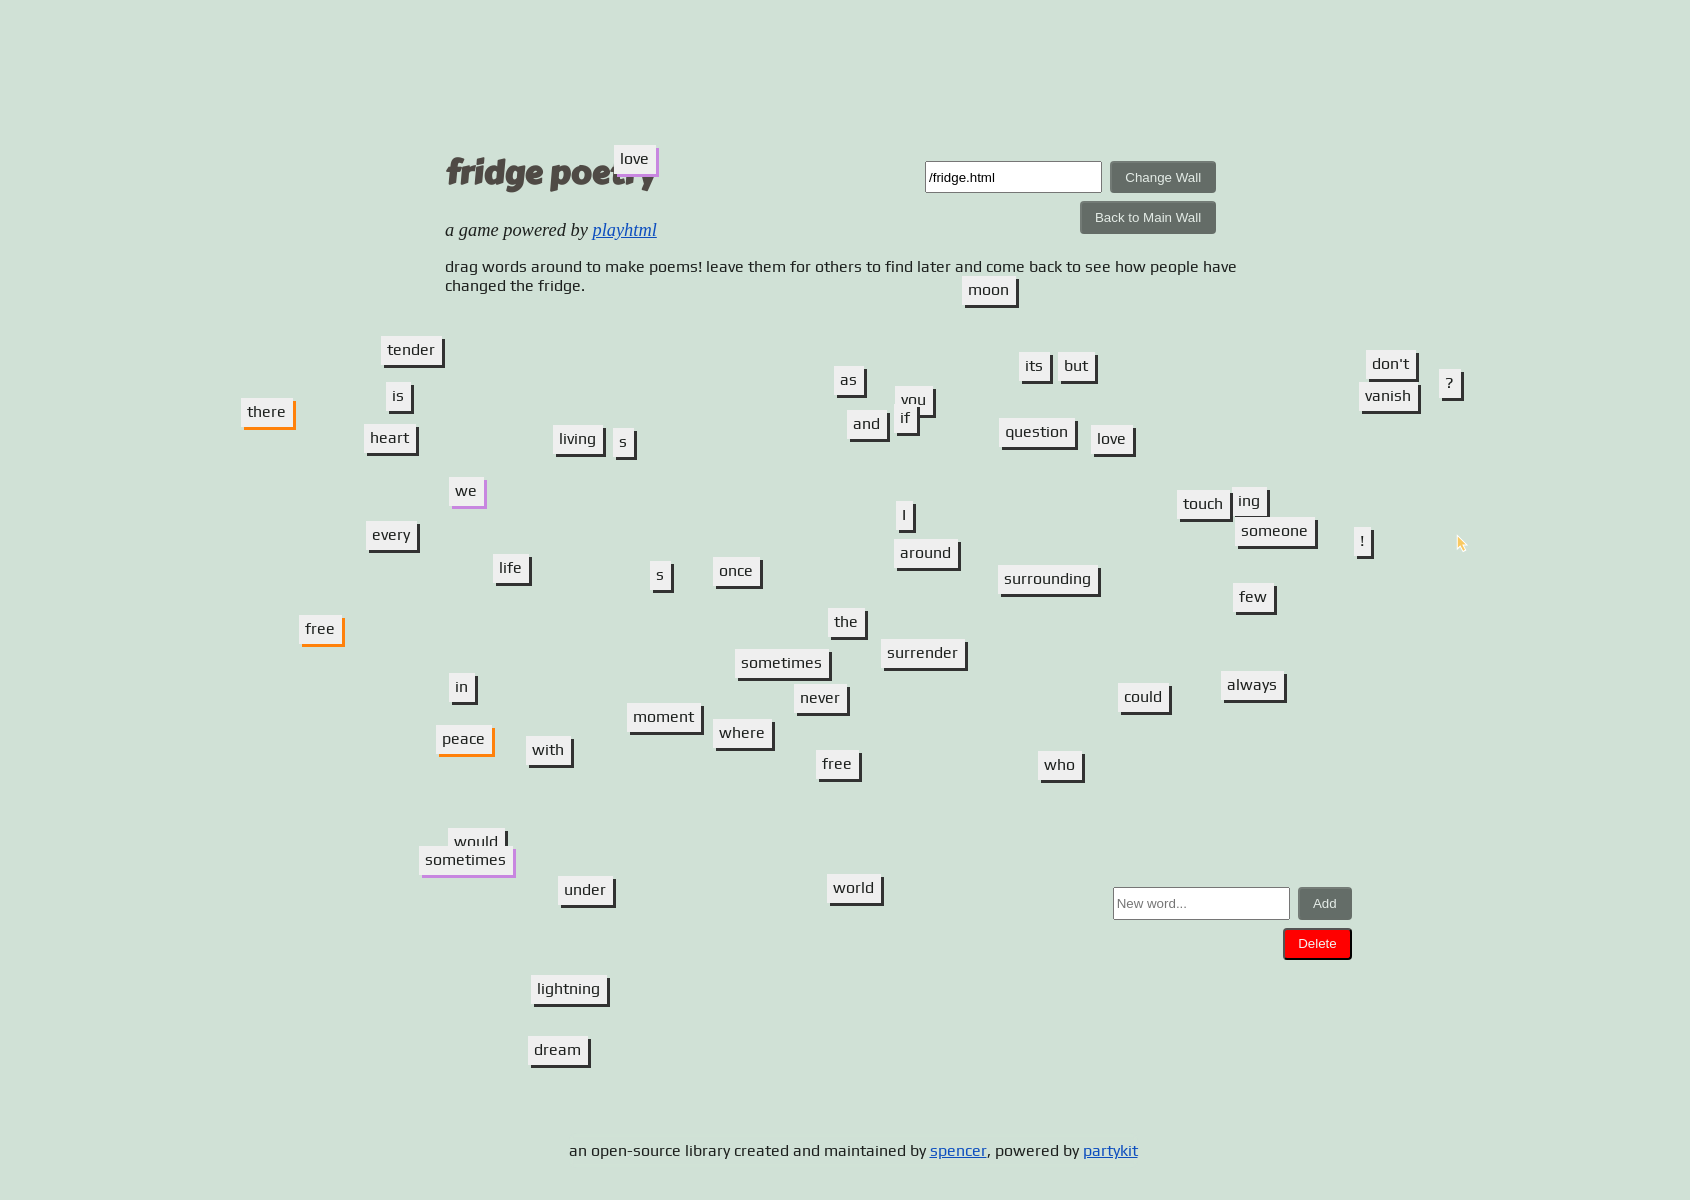 fridge poetry
love
/fridge.html
Change Wall
Back to Main Wall
a game powered by playhtml
drag words around to make poems! leave them for others to find later and come back to see how people have
changed the fridge.
moon
tender
is
there
heart
living
s
as
you
and
if
its
but
question
love
don't
vanish
?
we
every
life
s
once
I
around
surrounding
touch
ing
someone
!
few
free
the
sometimes
surrender
never
in
peace
with
moment
where
free
could
always
who
would
sometimes
under
world
New word...
Add
Delete
lightning
dream
an open-source library created and maintained by spencer, powered by partykit